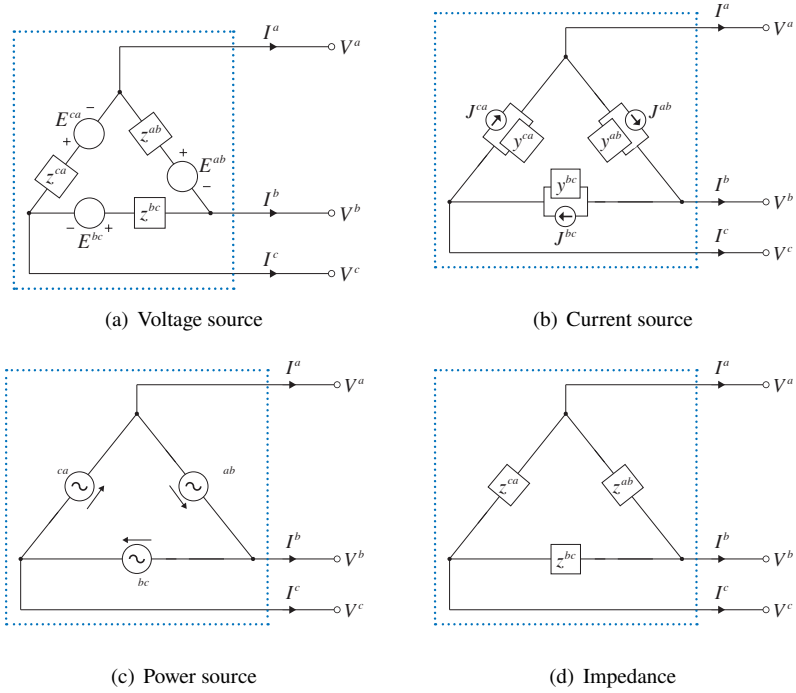 I^a
V^a
E^{ca}
−
+
z^{ca}
z^{ab}
+
E^{ab}
−
− +
E^{bc}
z^{bc}
I^b
V^b
I^c
V^c
(a) Voltage source
I^a
V^a
J^{ca}
y^{ca}
y^{ab}
J^{ab}
y^{bc}
J^{bc}
I^b
V^b
I^c
V^c
(b) Current source
I^a
V^a
ca
ab
bc
I^b
V^b
I^c
V^c
(c) Power source
I^a
V^a
z^{ca}
z^{ab}
z^{bc}
I^b
V^b
I^c
V^c
(d) Impedance